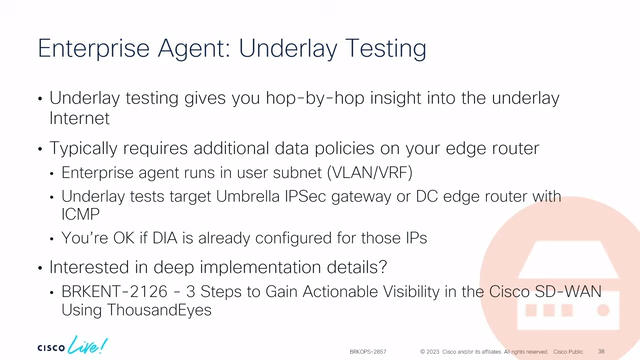 Enterprise Agent: Underlay Testing
• Underlay testing gives you hop-by-hop insight into the underlay
Internet
• Typically requires additional data policies on your edge router
• Enterprise agent runs in user subnet (VLAN/VRF)
• Underlay tests target Umbrella IPSec gateway or DC edge router with
ICMP
• You're OK if DIA is already configured for those IPs
• Interested in deep implementation details?
• BRKENT-2126 - 3 Steps to Gain Actionable Visibility in the Cisco SD-WAN
Using ThousandEyes
CISCO Live!
BRKOPS-2857
© 2023 Cisco and/or its affiliates. All rights reserved. Cisco Public
38